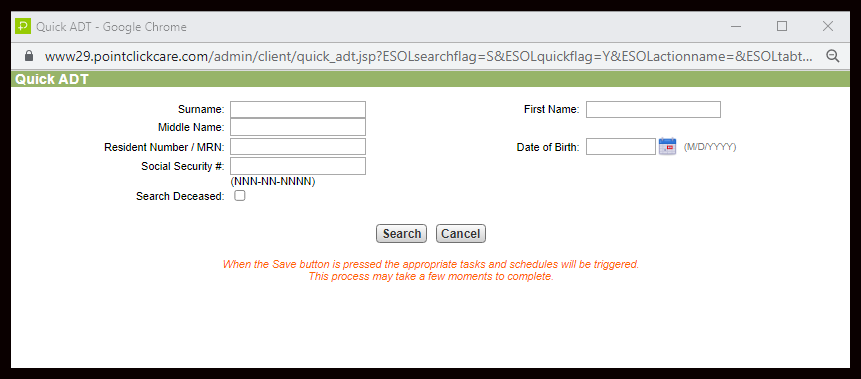 Quick ADT - Google Chrome
www29.pointclickcare.com/admin/client/quick_adt.jsp?ESOLsearchflag=S&ESOLquickflag=Y&ESOLactionname=&ESOLtabt...
Quick ADT
Surname: First Name:
Middle Name:
Resident Number / MRN: Date of Birth: (M/D/YYYY)
Social Security #:
(NNN-NN-NNNN)
Search Deceased:
Search Cancel
When the Save button is pressed the appropriate tasks and schedules will be triggered.
This process may take a few moments to complete.